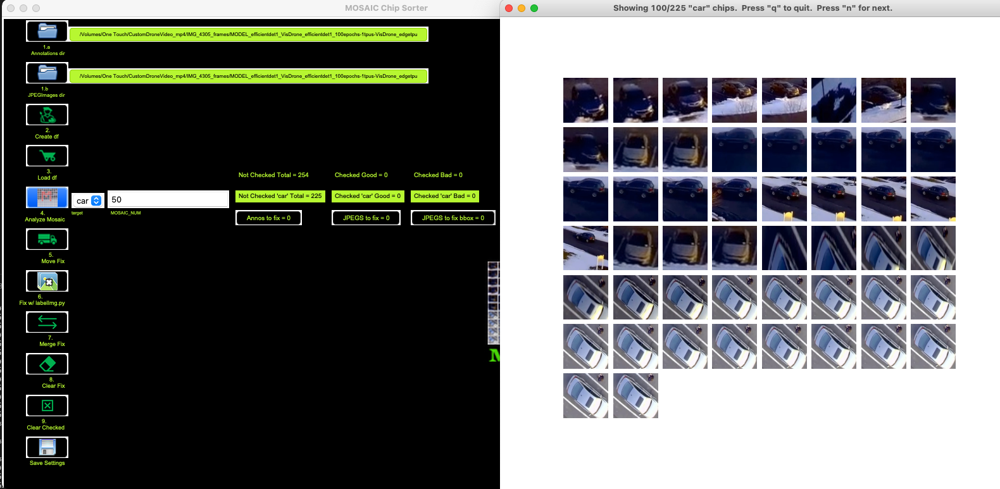 MOSAIC Chip Sorter
/Volumes/One Touch/CustomDroneVideo_mp4/IMG_4305_frames/MODEL_efficientdet1_VisDrone_efficientdet1_100epochs-1tpus-VisDrone_edgetpu
1.a
Annotations dir
/Volumes/One Touch/CustomDroneVideo_mp4/IMG_4305_frames/MODEL_efficientdet1_VisDrone_efficientdet1_100epochs-1tpus-VisDrone_edgetpu
1.b
JPEGImages dir
2.
Create df
3.
Load df
Not Checked Total = 254 Checked Good = 0 Checked Bad = 0
car 50 Not Checked 'car' Total = 225 Checked 'car' Good = 0 Checked 'car' Bad = 0
4. target MOSAIC_NUM
Analyze Mosaic Annos to fix = 0 JPEGS to fix = 0 JPEGS to fix bbox = 0
5.
Move Fix
6.
Fix w/ labelImg.py
7.
Merge Fix
8.
Clear Fix
9.
Clear Checked
Save Settings
Showing 100/225 "car" chips. Press "q" to quit. Press "n" for next.